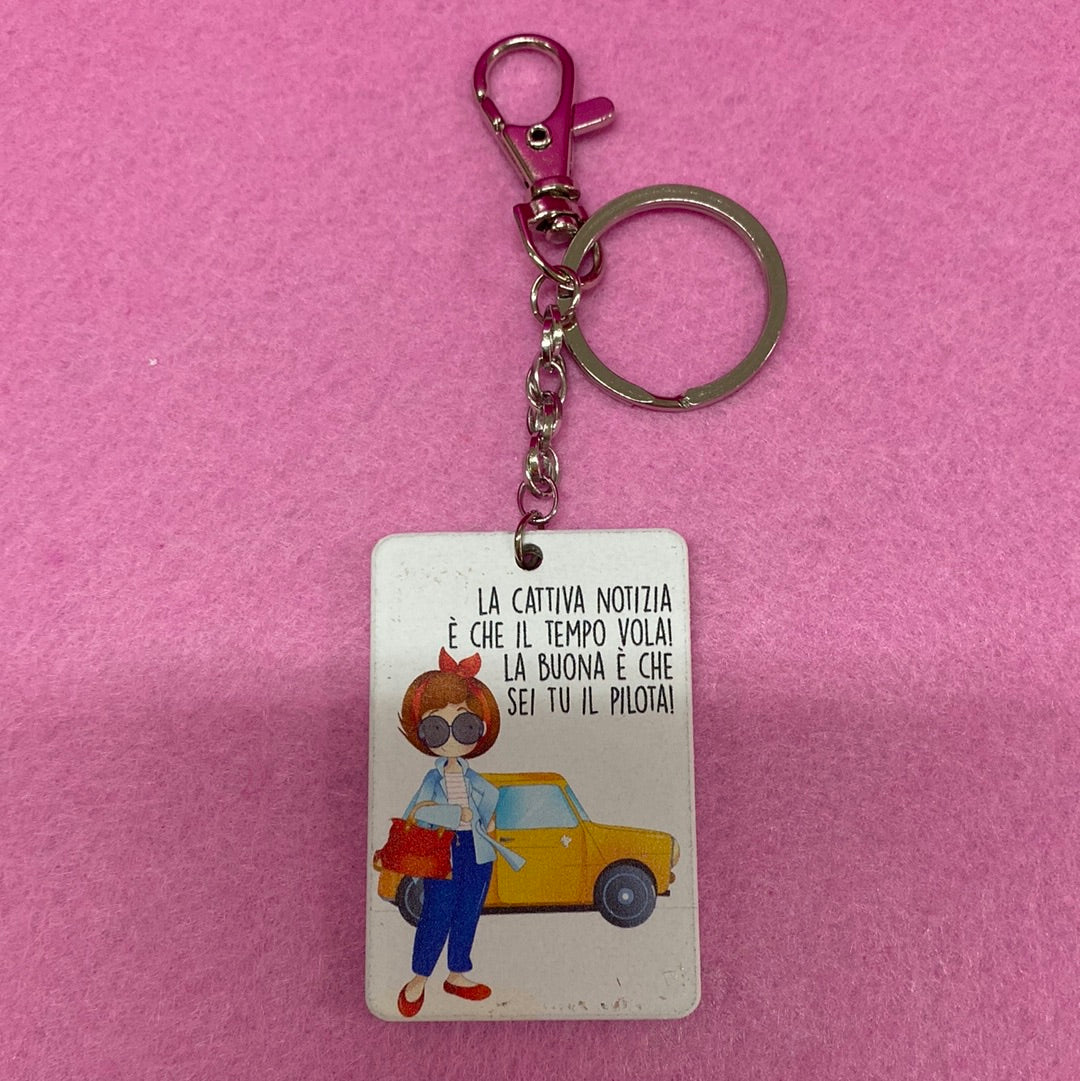 LA CATTIVA NOTIZIA
È CHE IL TEMPO VOLA!
LA BUONA È CHE
SEI TU IL PILOTA!